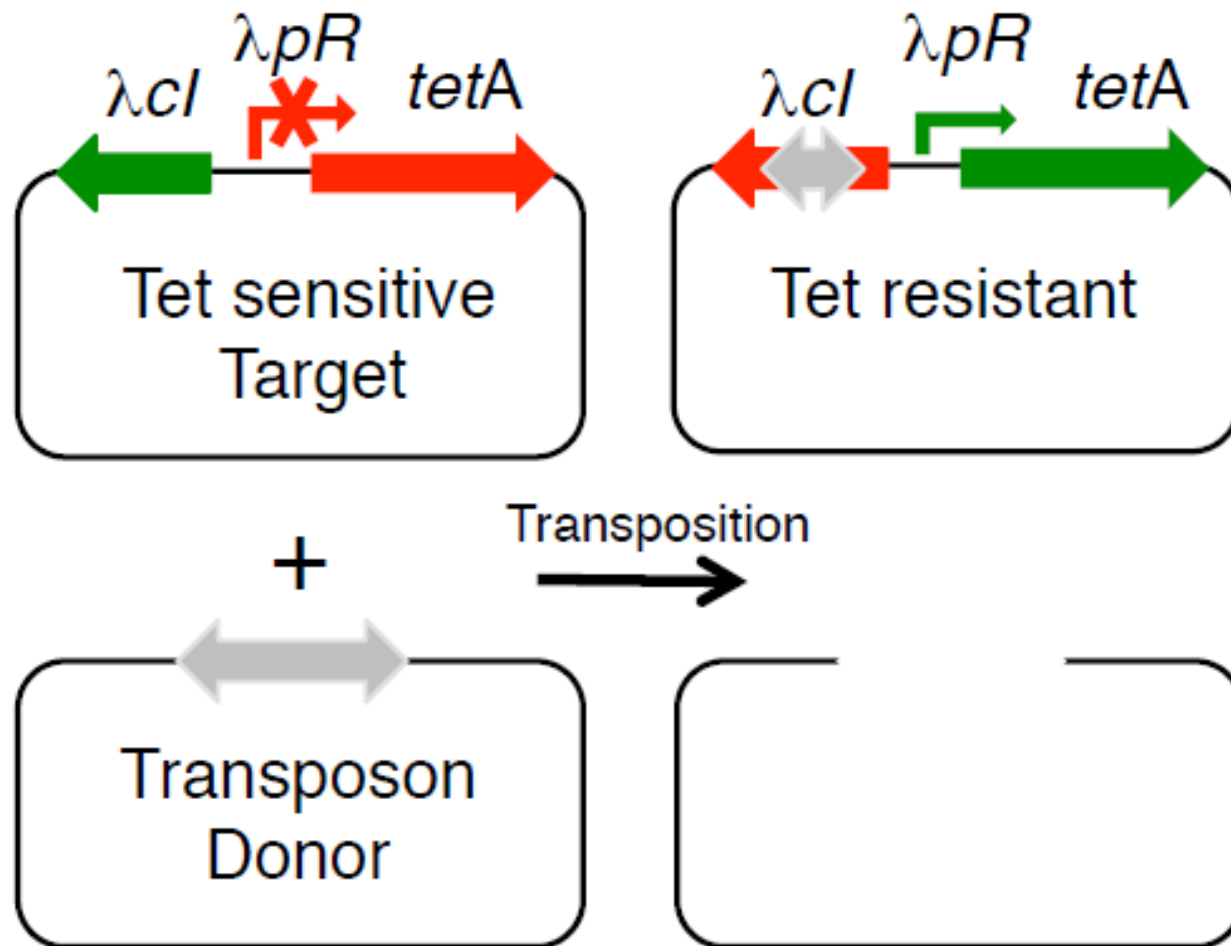 λcI
λpR
tetA
Tet sensitive
Target
λcI
λpR
tetA
Tet resistant
+
Transposition
Transposon
Donor